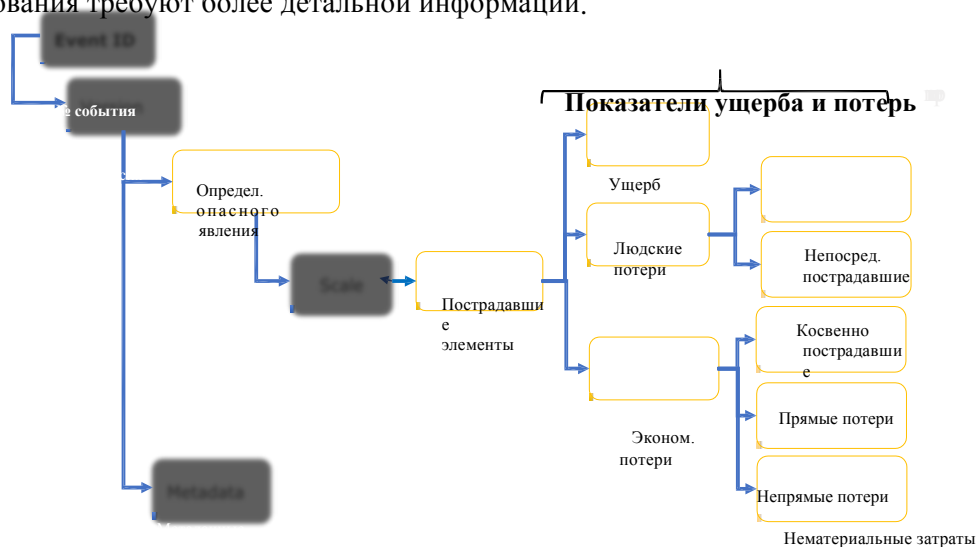 ования требуют более детальной информации.
Event ID
события
Показатели ущерба и потерь
Определ.
опасного
явления
Ущерб
Людские
потери
Непосред.
пострадавшие
Scale
Пострадавши
е
элементы
Косвенно
пострадавши
е
Эконом.
потери
Прямые потери
Metadata
Непрямые потери
Нематериальные затраты